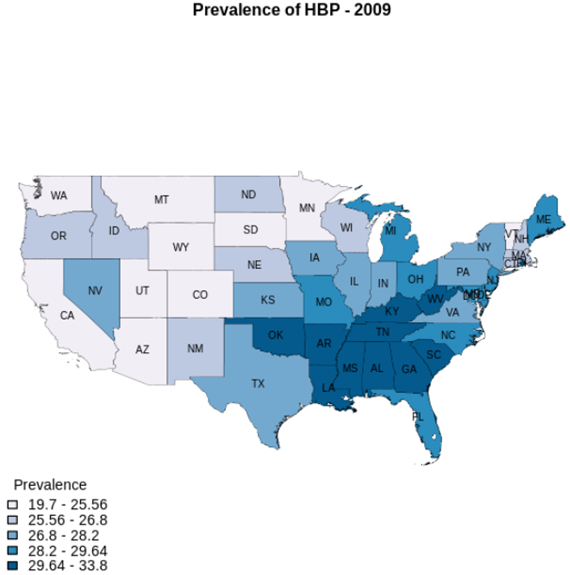 Prevalence of HBP - 2009
WA
MT
ND
MN
ME
OR
ID
SD
WI
MI
VT
NH
NY
MA
WY
IA
NE
PA
NV
UT
CO
IL
IN
OH
NJ
KS
MO
WV
VA
CA
KY
NC
OK
TN
AZ
NM
AR
SC
TX
MS
AL
GA
LA
FL
Prevalence
19.7 - 25.56
25.56 - 26.8
26.8 - 28.2
28.2 - 29.64
29.64 - 33.8